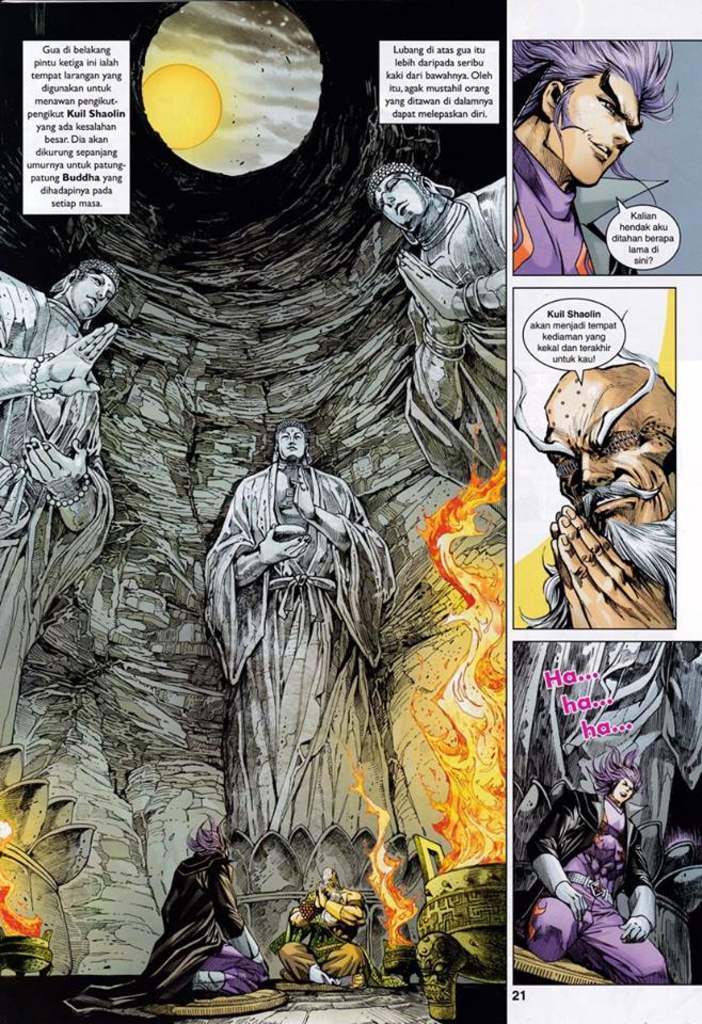 Gua di belakang
pintu ketiga ini ialah
tempat larangan yang
digunakan untuk
menawan pengikut-
pengikut Kuil Shaolin
yang ada kesalahan
besar. Dia akan
dikurung sepanjang
umurnya untuk patung-
patung Buddha yang
dihadapinya pada
setiap masa.
Lubang di atas gua itu
lebih daripada seribu
kaki dari bawahnya. Oleh
itu, agak mustahil orang
yang ditawan di dalamnya
dapat melepaskan diri.
Kalian
hendak aku
ditahan berapa
lama di
sini?
Kuil Shaolin
akan menjadi tempat
kediaman yang
kekal dan terakhir
untuk kau!
Ha...
ha...
ha...
21